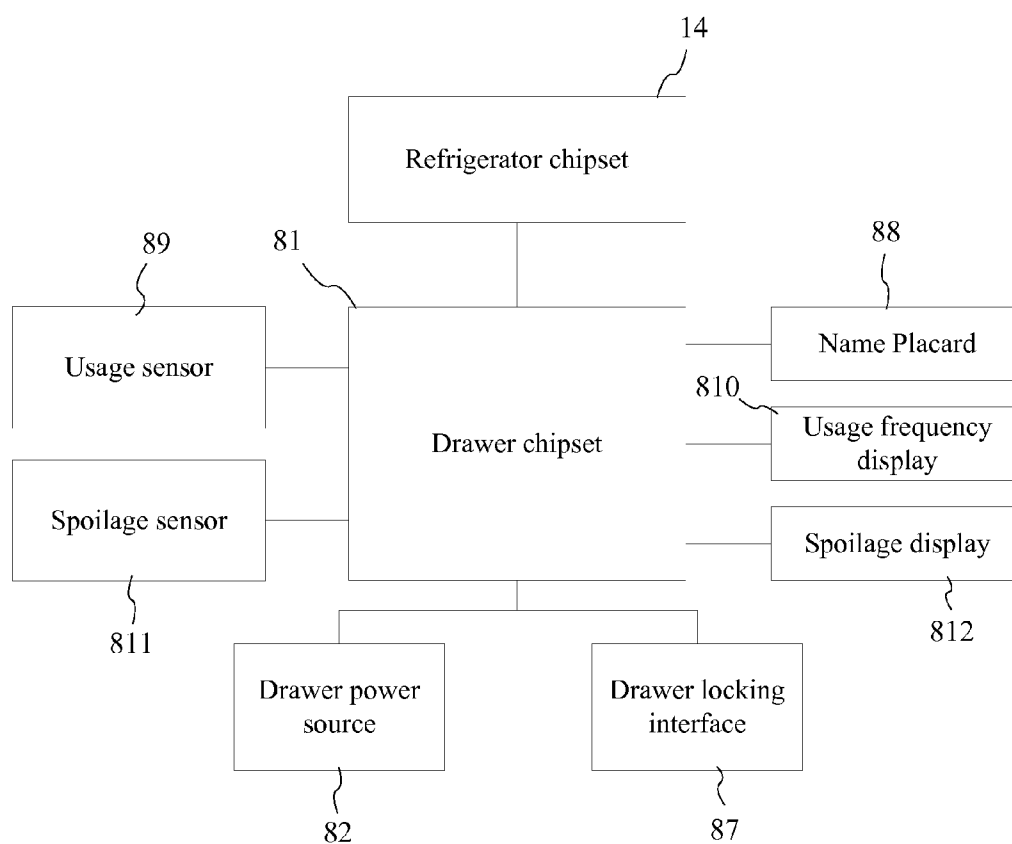 14
Refrigerator chipset
89
81
88
Usage sensor
Name Placard
810
Drawer chipset
Usage frequency
display
Spoilage sensor
Spoilage display
811
812
Drawer power
source
Drawer locking
interface
82
87